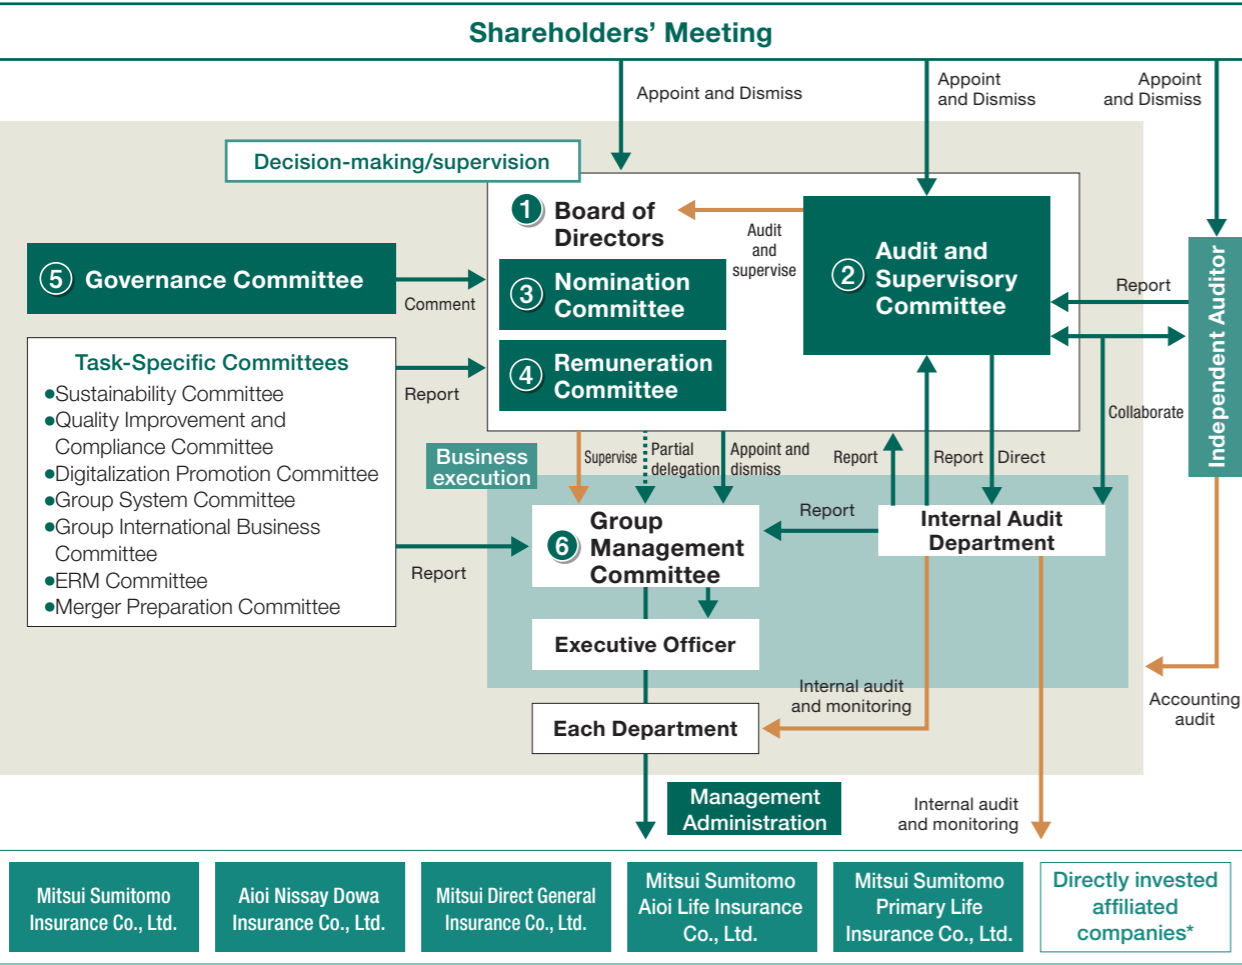 Shareholders' Meeting
Appoint and Dismiss
Appoint
and Dismiss
Appoint
and Dismiss
Decision-making/supervision
1 Board of
Directors
Audit
and
supervise
2 Audit and
Supervisory
Committee
5 Governance Committee
Comment
3 Nomination
Committee
Report
Independent Auditor
Task-Specific Committees
●Sustainability Committee
●Quality Improvement and
Compliance Committee
●Digitalization Promotion Committee
●Group System Committee
●Group International Business
Committee
●ERM Committee
●Merger Preparation Committee
Report
4 Remuneration
Committee
Collaborate
Business
execution
Supervise
Partial
delegation
Appoint and
dismiss
Report
Report
Direct
Report
6 Group
Management
Committee
Report
Internal Audit
Department
Executive Officer
Internal audit
and monitoring
Accounting
audit
Each Department
Management
Administration
Internal audit
and monitoring
Mitsui Sumitomo
Insurance Co., Ltd.
Aioi Nissay Dowa
Insurance Co., Ltd.
Mitsui Direct General
Insurance Co., Ltd.
Mitsui Sumitomo
Aioi Life Insurance
Co., Ltd.
Mitsui Sumitomo
Primary Life
Insurance Co., Ltd.
Directly invested
affiliated
companies*